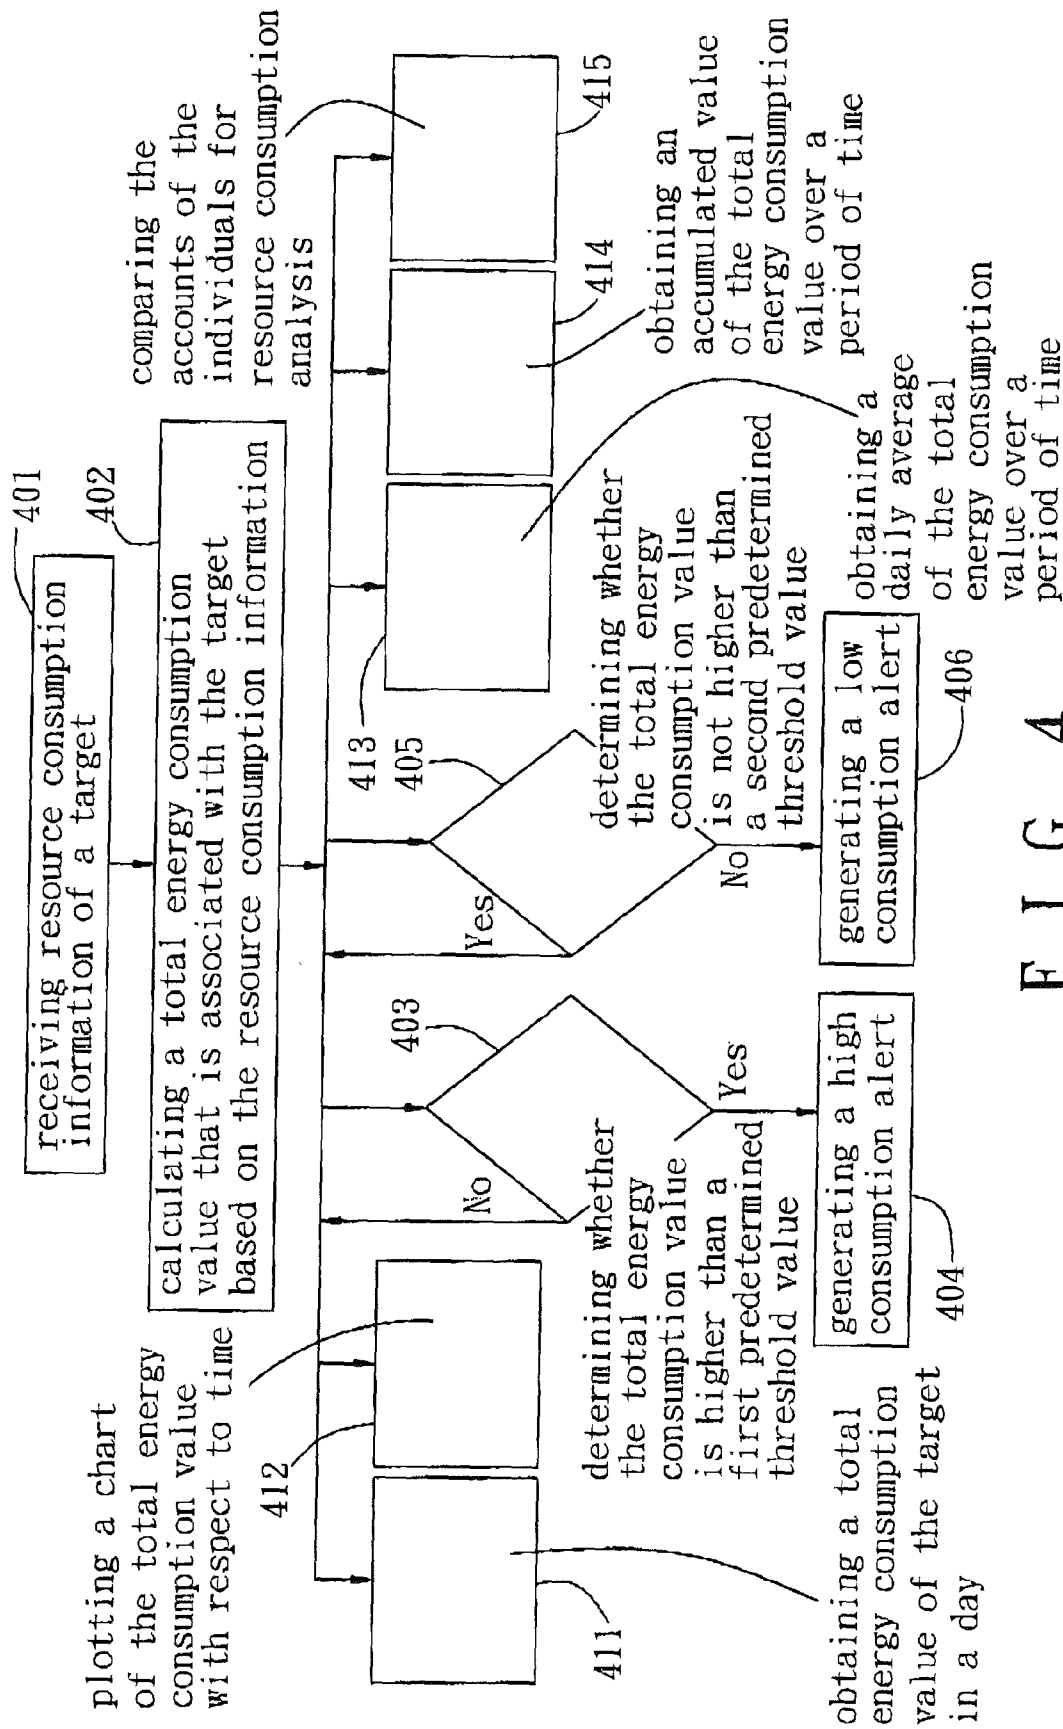 receiving resource consumption
information of a target
401
calculating a total energy consumption
value that is associated with the target
based on the resource consumption information
402
plotting a chart
of the total energy
consumption value
with respect to time
412
comparing the
accounts of the
individuals for
resource consumption
analysis
415
411
obtaining a total
energy consumption
value of the target
in a day
No
403
determining whether
the total energy
consumption value
is higher than a
first predetermined
threshold value
Yes
generating a high
consumption alert
404
Yes
405
determining whether
the total energy
consumption value
is not higher than
a second predetermined
threshold value
No
generating a low
consumption alert
406
413
obtaining a
daily average
of the total
energy consumption
value over a
period of time
414
obtaining an
accumulated value
of the total
energy consumption
value over a
period of time
FIG. 4